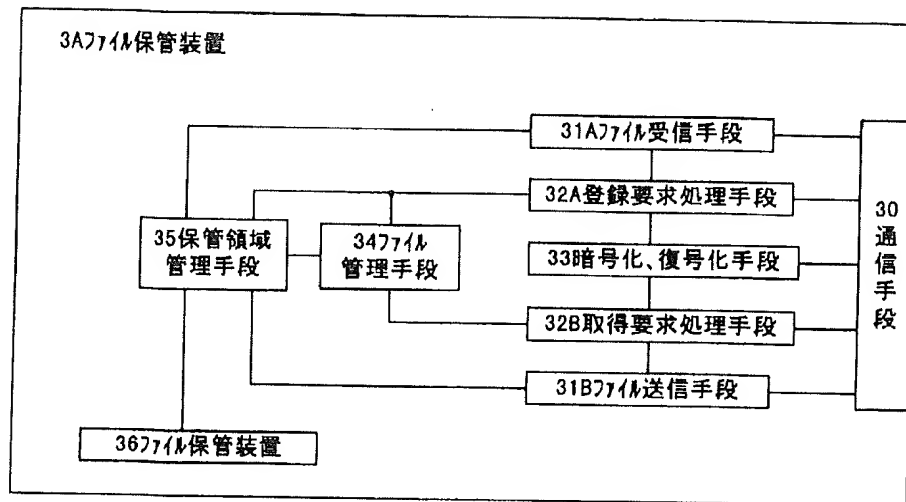 3Aﾌｧｲﾙ保管装置
31Aﾌｧｲﾙ受信手段
32A登録要求処理手段
30
通
信
手
段
35保管領域
管理手段
34ﾌｧｲﾙ
管理手段
33暗号化、復号化手段
32B取得要求処理手段
31Bﾌｧｲﾙ送信手段
36ﾌｧｲﾙ保管装置